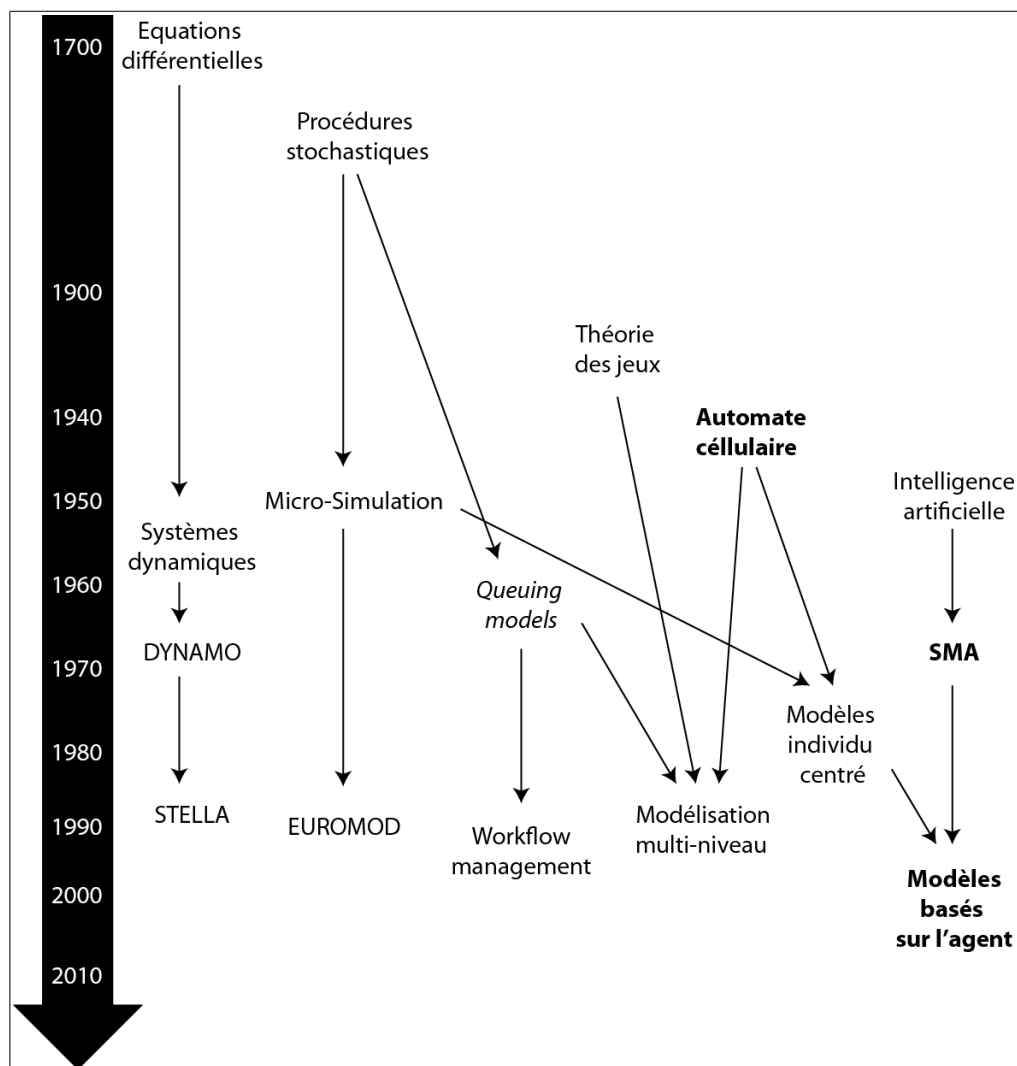 1700
1900
1940
1950
1960
1970
1980
1990
2000
2010
Equations
différentielles
Procédures
stochastiques
Théorie
des jeux
Automate
céllulaire
Intelligence
artificielle
Micro-Simulation
Systèmes
dynamiques
Queuing
models
DYNAMO
SMA
Modèles
individu
centré
STELLA
EUROMOD
Workflow
management
Modélisation
multi-niveau
Modèles
basés
sur l'agent